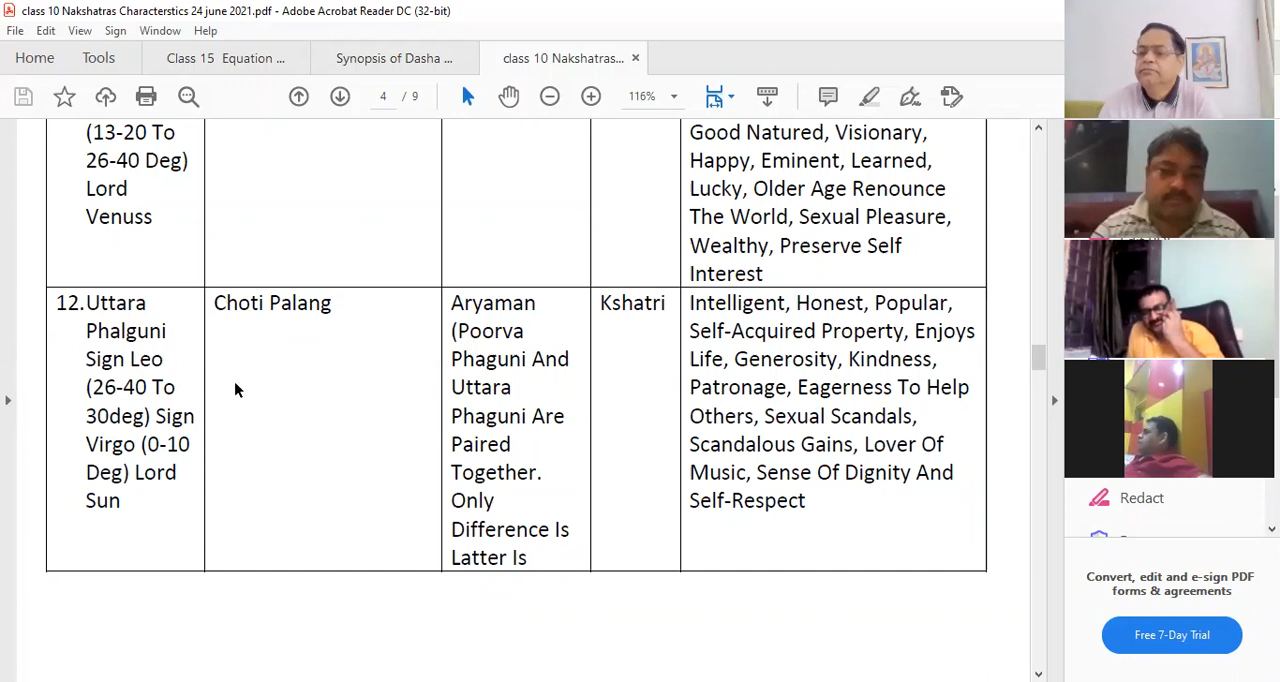 class 10 Nakshatras Characterstics 24 june 2021.pdf - Adobe Acrobat Reader DC (32-bit)
File Edit View Sign Window Help
Home Tools Class 15 Equation ... Synopsis of Dasha ... class 10 Nakshatras... ×
4 / 9 116%
(13-20 To
26-40 Deg)
Lord
Venuss
Good Natured, Visionary,
Happy, Eminent, Learned,
Lucky, Older Age Renounce
The World, Sexual Pleasure,
Wealthy, Preserve Self
Interest
12. Uttara
Phalguni
Sign Leo
(26-40 To
30deg) Sign
Virgo (0-10
Deg) Lord
Sun
Choti Palang
Aryaman
(Poorva
Phaguni And
Uttara
Phaguni Are
Paired
Together.
Only
Difference Is
Latter Is
Kshatri
Intelligent, Honest, Popular,
Self-Acquired Property, Enjoys
Life, Generosity, Kindness,
Patronage, Eagerness To Help
Others, Sexual Scandals,
Scandalous Gains, Lover Of
Music, Sense Of Dignity And
Self-Respect
Redact
Convert, edit and e-sign PDF
forms & agreements
Free 7-Day Trial